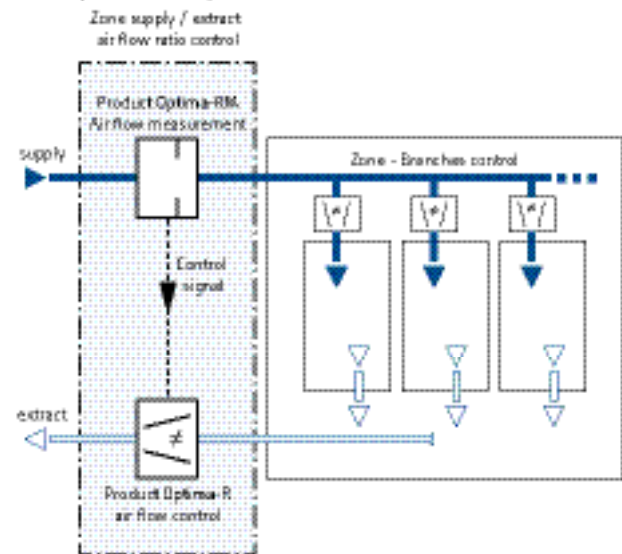 Zone supply / extract
air flow ratio control
Product Optima-RM
Air flow measurement
supply
Zone - Branches control
Control
signal
extract
Product Optima-R
air flow control